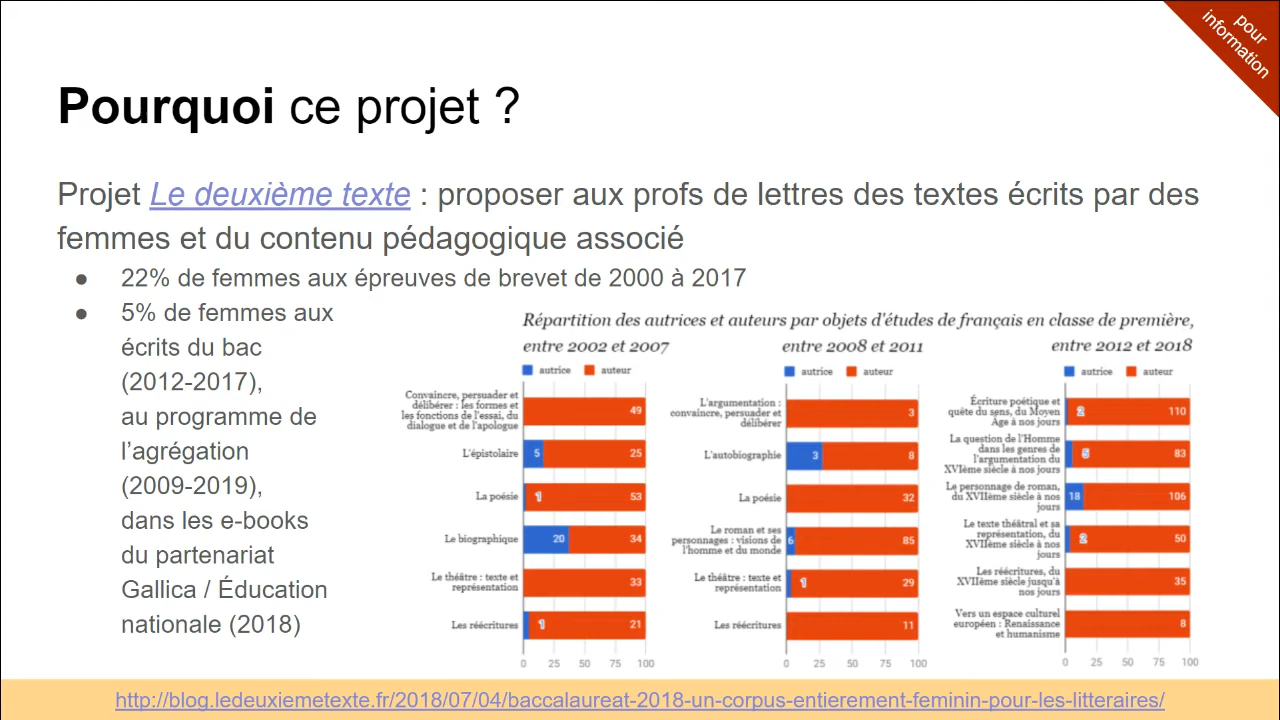 pour
information
Pourquoi ce projet ?
Projet Le deuxième texte : proposer aux profs de lettres des textes écrits par des
femmes et du contenu pédagogique associé
● 22% de femmes aux épreuves de brevet de 2000 à 2017
● 5% de femmes aux
écrits du bac
(2012-2017),
au programme de
l'agrégation
(2009-2019),
dans les e-books
du partenariat
Gallica / Éducation
nationale (2018)
Répartition des autrices et auteurs par objets d'études de français en classe de première,
entre 2002 et 2007
autrice auteur
Convaincre, persuader et
délibérer : les formes et
les fonctions de l'essai, du
dialogue et de l'apologue
49
L'épistolaire
5 25
La poésie
1 53
Le biographique
20 34
Le théâtre : texte et
représentation
33
Les réécritures
1 21
0 25 50 75 100
entre 2008 et 2011
autrice auteur
L'argumentation :
convaincre, persuader et
délibérer
3
L'autobiographie
3 8
La poésie
32
Le roman et ses
personnages : visions de
l'homme et du monde
6 85
Le théâtre : texte et
représentation
1 29
Les réécritures
11
0 25 50 75 100
entre 2012 et 2018
autrice auteur
Écriture poétique et
quête du sens, du Moyen
Âge à nos jours
2 110
La question de l'Homme
dans les genres de
l'argumentation du
XVIème siècle à nos jours
5 83
Le personnage de roman,
du XVIIème siècle à nos
jours
18 106
Le texte théâtral et sa
représentation, du
XVIIème siècle à nos
jours
2 50
Les réécritures, du
XVIIème siècle jusqu'à
nos jours
35
Vers un espace culturel
européen : Renaissance
et humanisme
8
0 25 50 75 100
http://blog.ledeuxiemetexte.fr/2018/07/04/baccalaureat-2018-un-corpus-entierement-feminin-pour-les-litteraires/